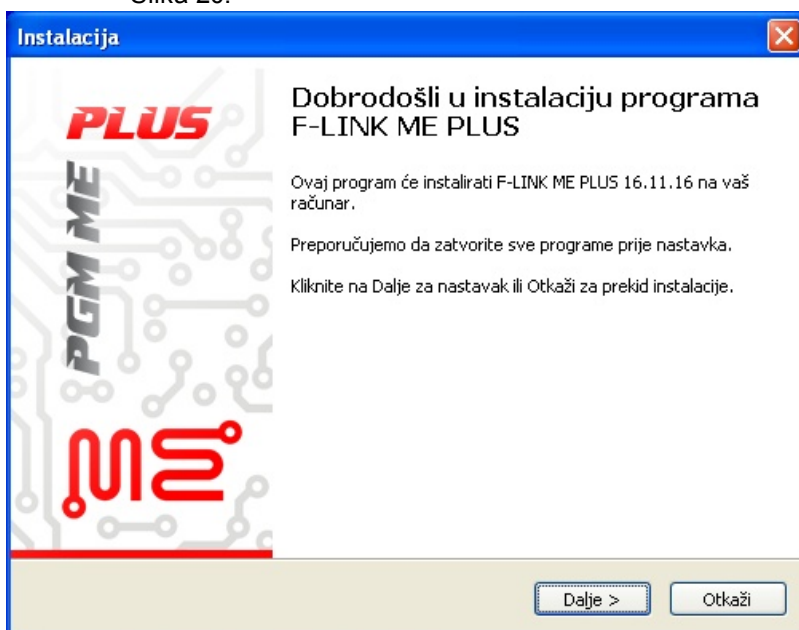 Instalacija
PLUS
PGM ME
ME
Dobrodošli u instalaciju programa
F-LINK ME PLUS
Ovaj program će instalirati F-LINK ME PLUS 16.11.16 na vaš
računar.
Preporučujemo da zatvorite sve programe prije nastavka.
Kliknite na Dalje za nastavak ili Otkaži za prekid instalacije.
Dalje >
Otkaži